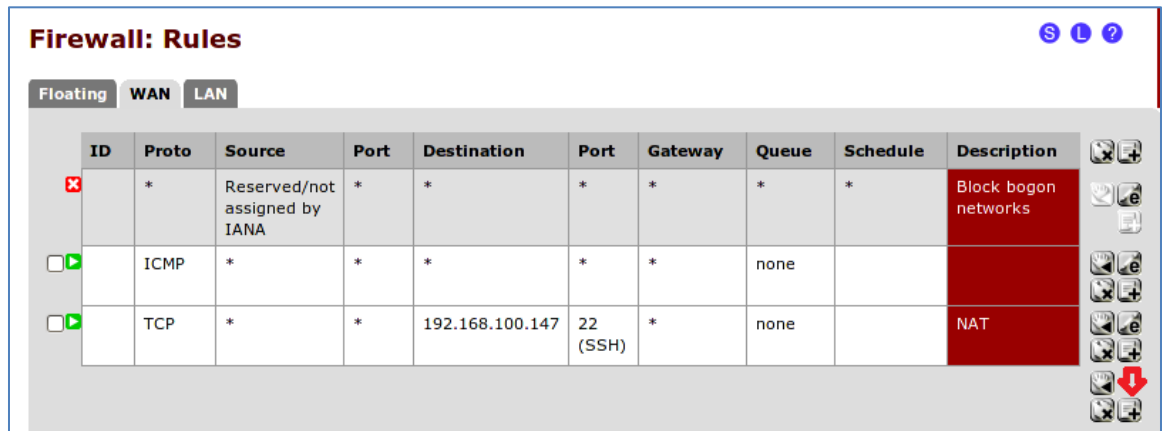 Firewall: Rules
S L ?
Floating WAN LAN
ID Proto Source Port Destination Port Gateway Queue Schedule Description
* Reserved/not * * * * * * Block bogon
assigned by networks
IANA
ICMP * * * * * none
TCP * * 192.168.100.147 22 * none NAT
(SSH)